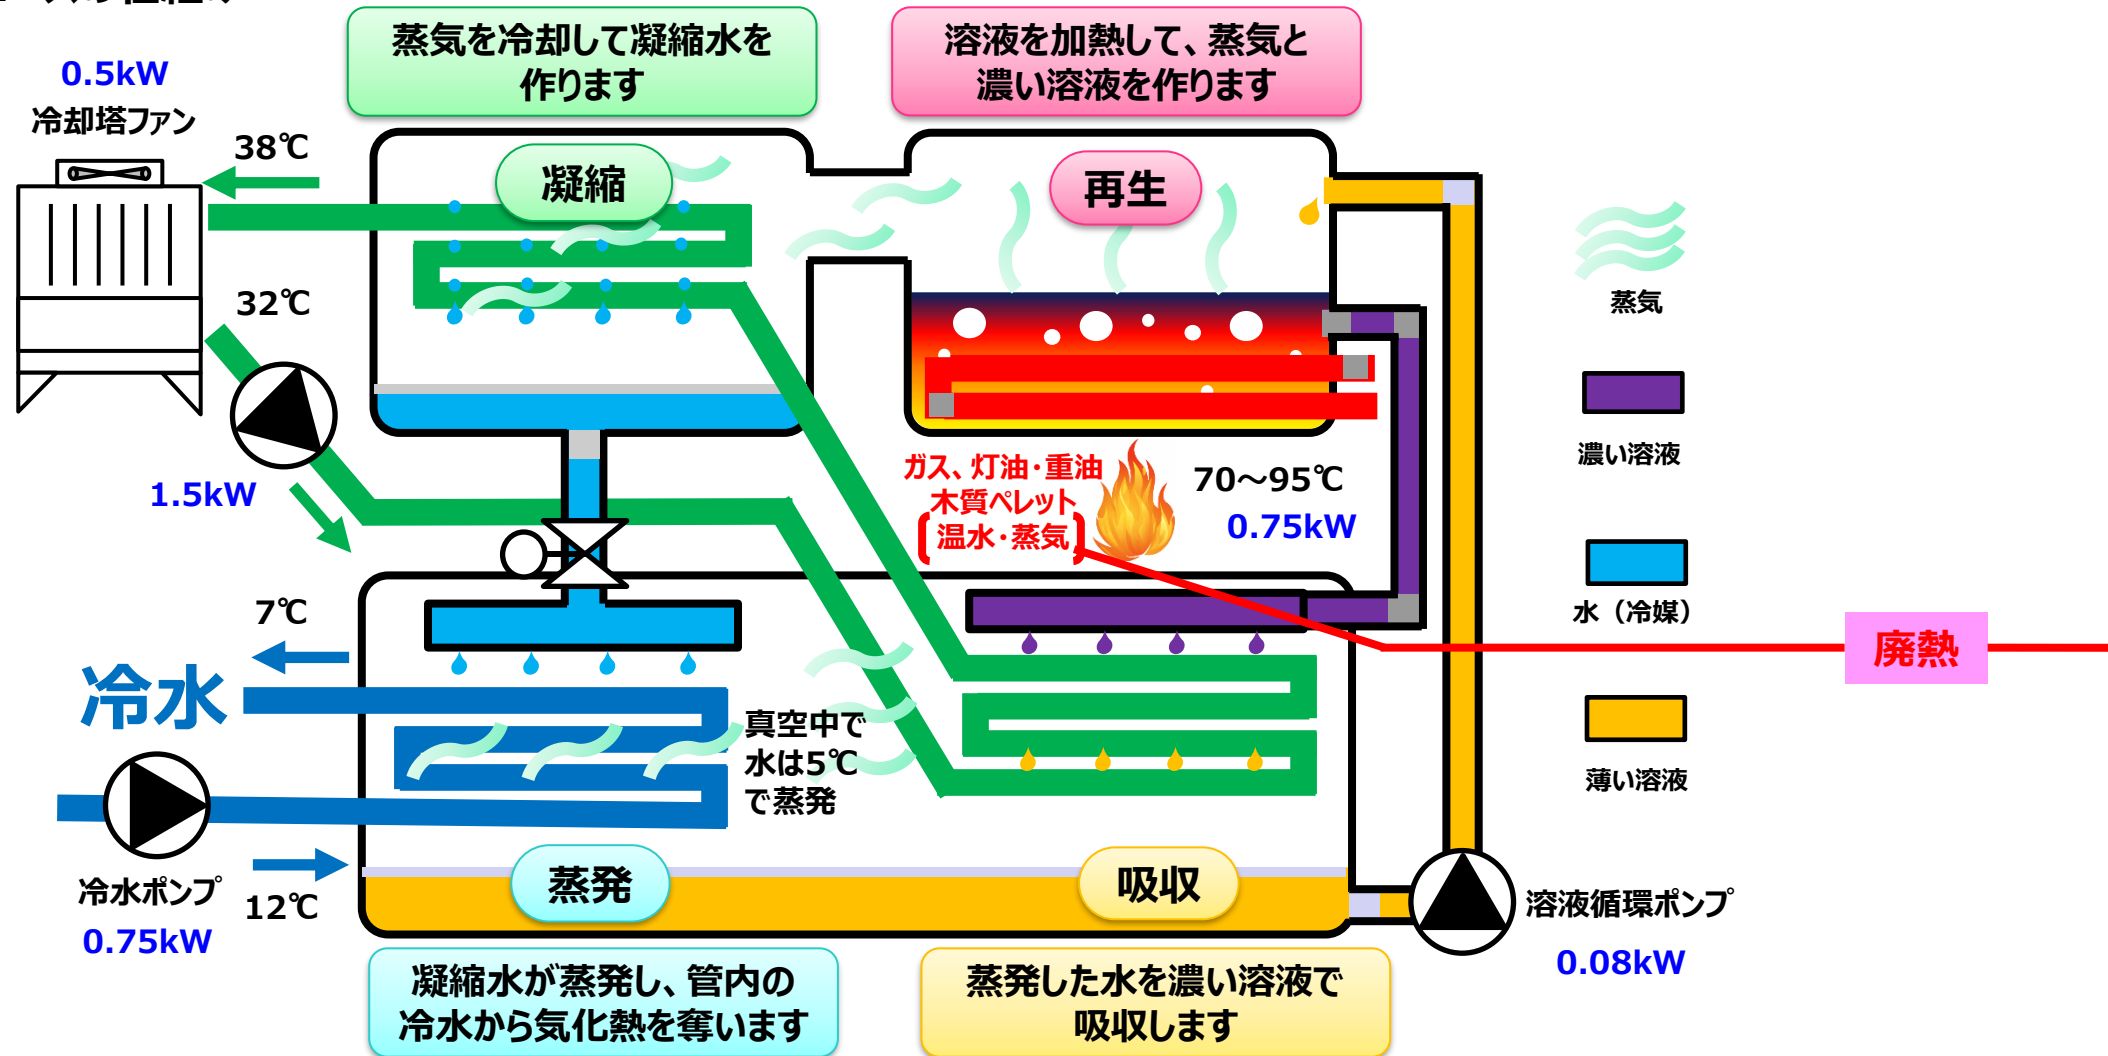 蒸気を冷却して凝縮水を
作ります
溶液を加熱して、蒸気と
濃い溶液を作ります
0.5kW
冷却塔ファン
38℃
凝縮
再生
32℃
蒸気
濃い溶液
1.5kW
ガス、灯油・重油
木質ペレット
温水・蒸気
70～95℃
0.75kW
7℃
水（冷媒）
廃熱
冷水
真空中で
水は5℃
で蒸発
薄い溶液
冷水ポンプ
0.75kW
12℃
蒸発
吸収
溶液循環ポンプ
0.08kW
凝縮水が蒸発し、管内の
冷水から気化熱を奪います
蒸発した水を濃い溶液で
吸収します